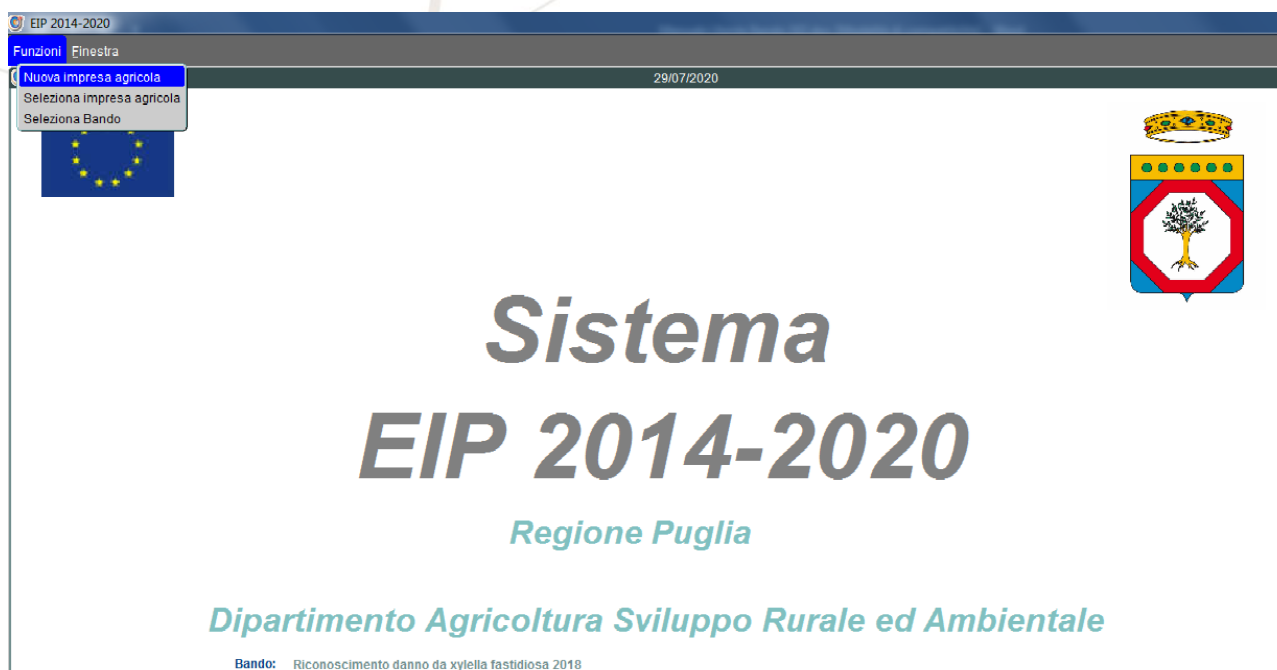 EIP 2014-2020
Funzioni Finestra
Nuova impresa agricola
29/07/2020
Seleziona impresa agricola
Seleziona Bando
Sistema
EIP 2014-2020
Regione Puglia
Dipartimento Agricoltura Sviluppo Rurale ed Ambientale
Bando: Riconoscimento danno da xylella fastidiosa 2018